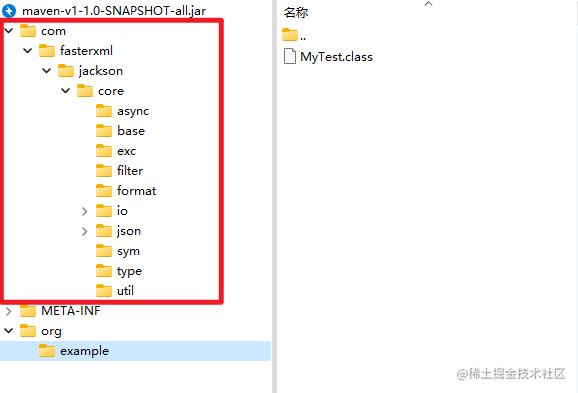 maven-v1-1.0-SNAPSHOT-all.jar
com
fasterxml
jackson
core
async
base
exc
filter
format
io
json
sym
type
util
META-INF
org
example
名称
..
MyTest.class
@稀土掘金技术社区